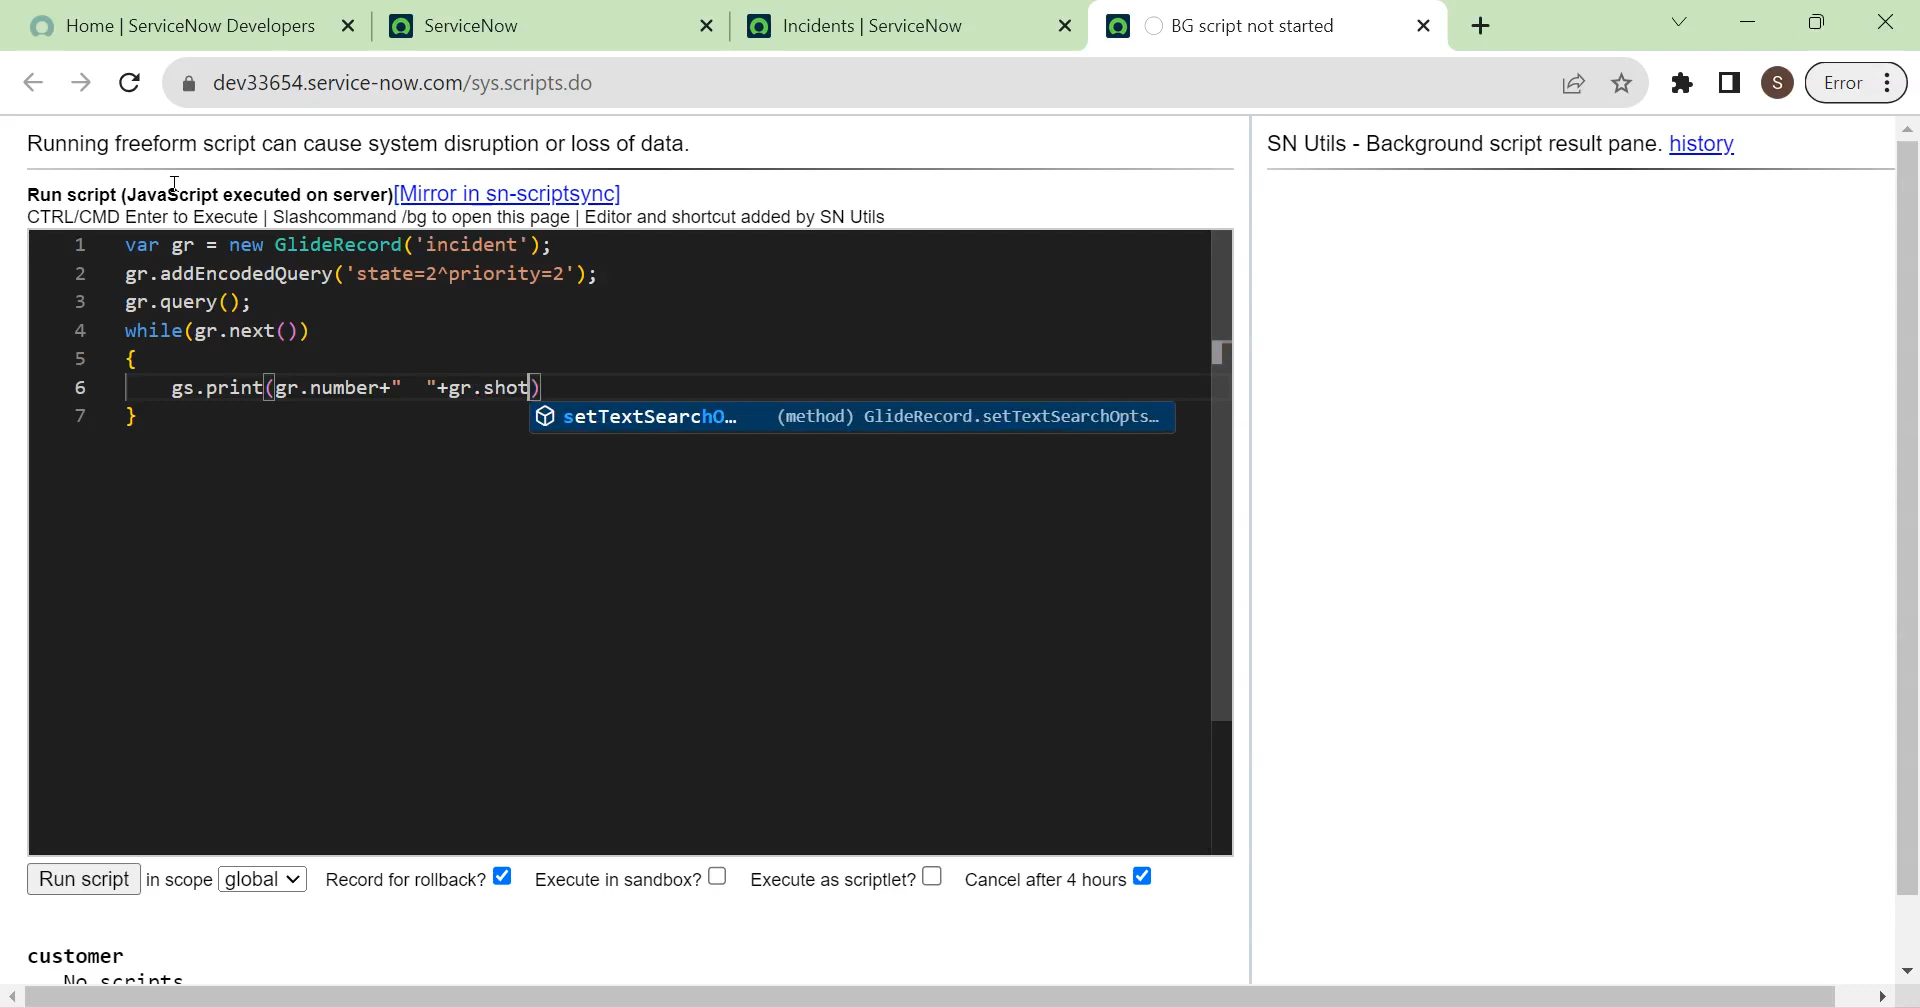 Home | ServiceNow Developers
ServiceNow
Incidents | ServiceNow
BG script not started
dev33654.service-now.com/sys.scripts.do
S
Error
Running freeform script can cause system disruption or loss of data.
SN Utils - Background script result pane. history
Run script (JavaScript executed on server)[Mirror in sn-scriptsync]
CTRL/CMD Enter to Execute | Slashcommand /bg to open this page | Editor and shortcut added by SN Utils
1 var gr = new GlideRecord('incident');
2 gr.addEncodedQuery('state=2^priority=2');
3 gr.query();
4 while(gr.next())
5 {
6 gs.print(gr.number+"  "+gr.shot)
setTextSearchO… (method) GlideRecord.setTextSearchOpts…
7 }
Run script in scope global Record for rollback? Execute in sandbox? Execute as scriptlet? Cancel after 4 hours
customer
No scripts